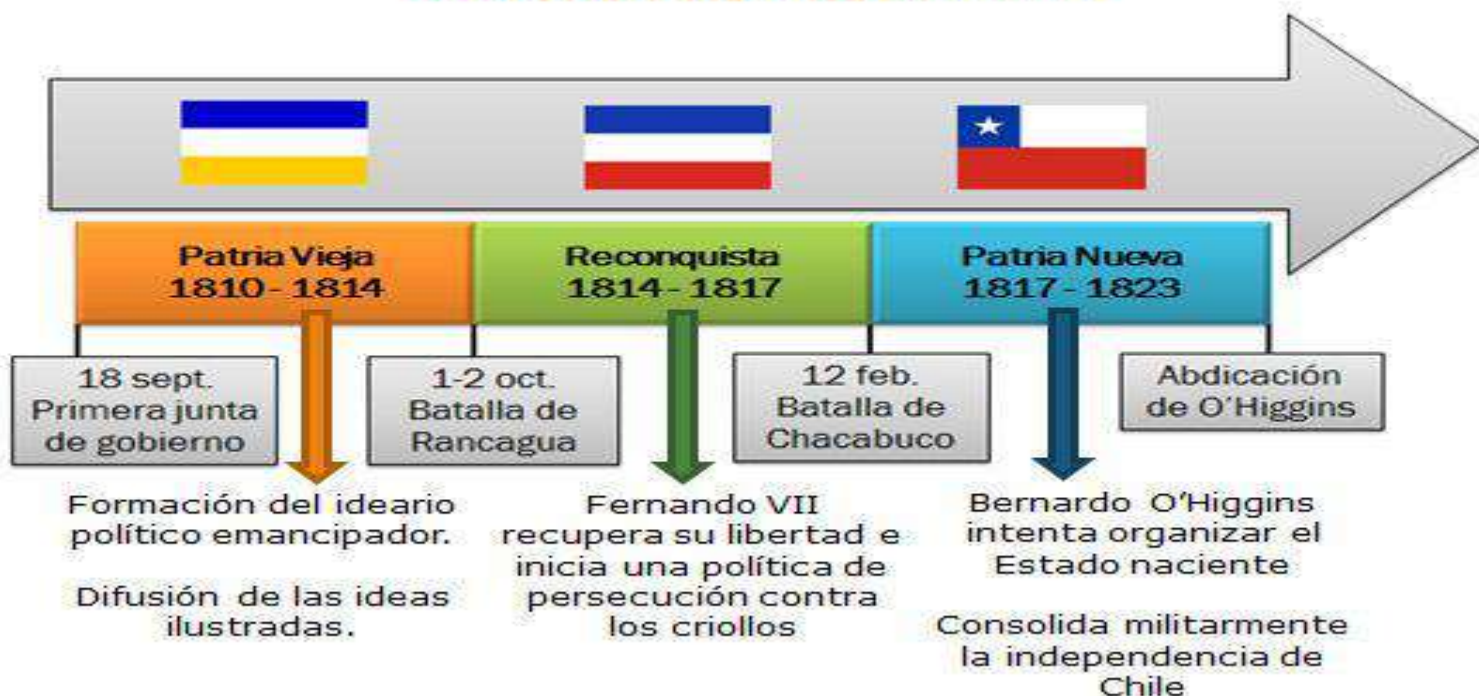 Patria Vieja
1810 - 1814
Reconquista
1814 - 1817
Patria Nueva
1817 - 1823
18 sept.
Primera junta
de gobierno
1-2 oct.
Batalla de
Rancagua
12 feb.
Batalla de
Chacabuco
Abdicación
de O'Higgins
Formación del ideario
político emancipador.
Difusión de las ideas
ilustradas.
Fernando VII
recupera su libertad e
inicia una política de
persecución contra
los criollos
Bernardo O'Higgins
intenta organizar el
Estado naciente
Consolida militarmente
la independencia de
Chile